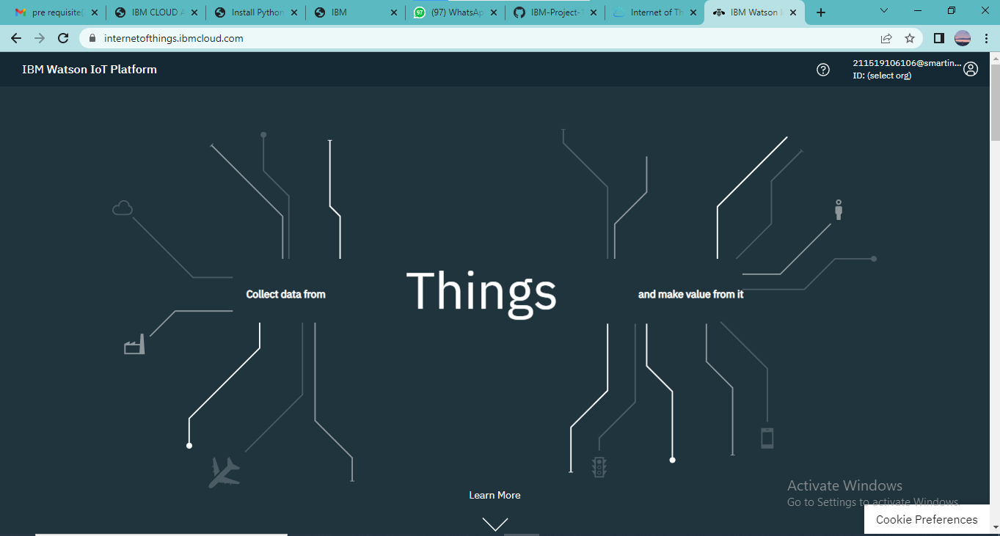 pre requisite(
IBM CLOUD A
Install Python
IBM
97
(97) WhatsAp
IBM-Project-
Internet of Th
IBM Watson I
internetofthings.ibmcloud.com
IBM Watson IoT Platform
211519106106@smartin...
ID: (select org)
Collect data from
Things
and make value from it
Learn More
Activate Windows
Go to Settings to activate Windows.
Cookie Preferences